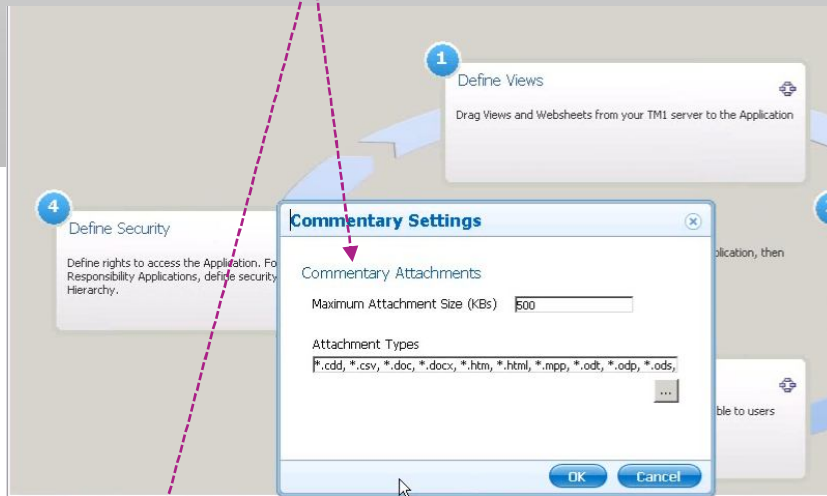 1
Define Views
Drag Views and Websheets from your TM1 server to the Application
4
Define Security
Define rights to access the Application. Fo
Responsibility Applications, define security
Hierarchy.
Commentary Settings
Commentary Attachments
Maximum Attachment Size (KBs) 500
Attachment Types
*.cdd, *.csv, *.doc, *.docx, *.htm, *.html, *.mpp, *.odt, *.odp, *.ods,
...
OK Cancel
plication, then
ble to users